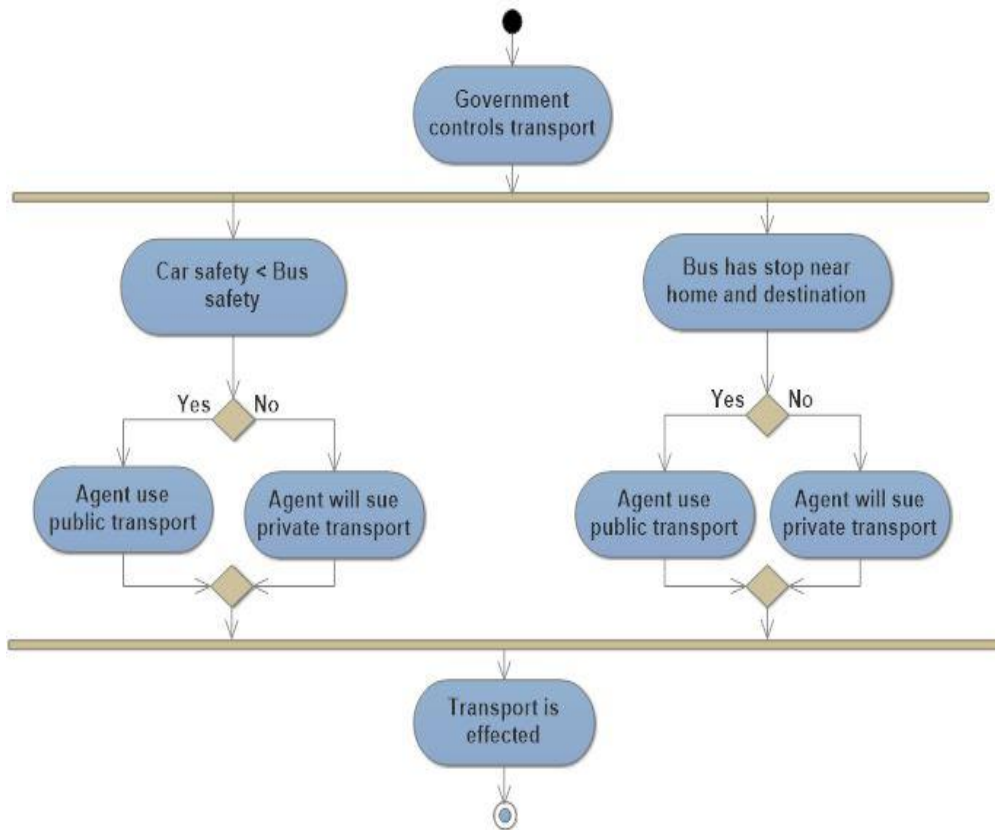 Government
controls transport
Car safety < Bus
safety
Bus has stop near
home and destination
Yes
No
Yes
No
Agent use
public transport
Agent will sue
private transport
Agent use
public transport
Agent will sue
private transport
Transport is
effected